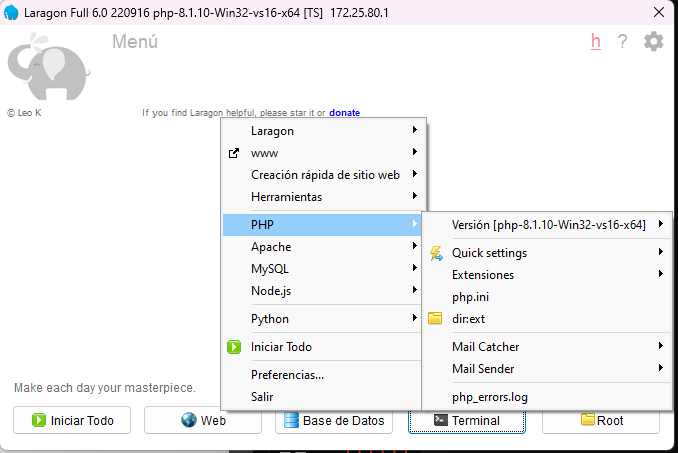 Laragon Full 6.0 220916 php-8.1.10-Win32-vs16-x64 [TS] 172.25.80.1
Menú
h
?
© Leo K
If you find Laragon helpful, please star it or donate
Laragon
www
Creación rápida de sitio web
Herramientas
PHP
Apache
MySQL
Node.js
Python
Iniciar Todo
Preferencias...
Salir
Versión [php-8.1.10-Win32-vs16-x64]
Quick settings
Extensiones
php.ini
dir:ext
Mail Catcher
Mail Sender
php_errors.log
Make each day your masterpiece.
Iniciar Todo
Web
Base de Datos
Terminal
Root